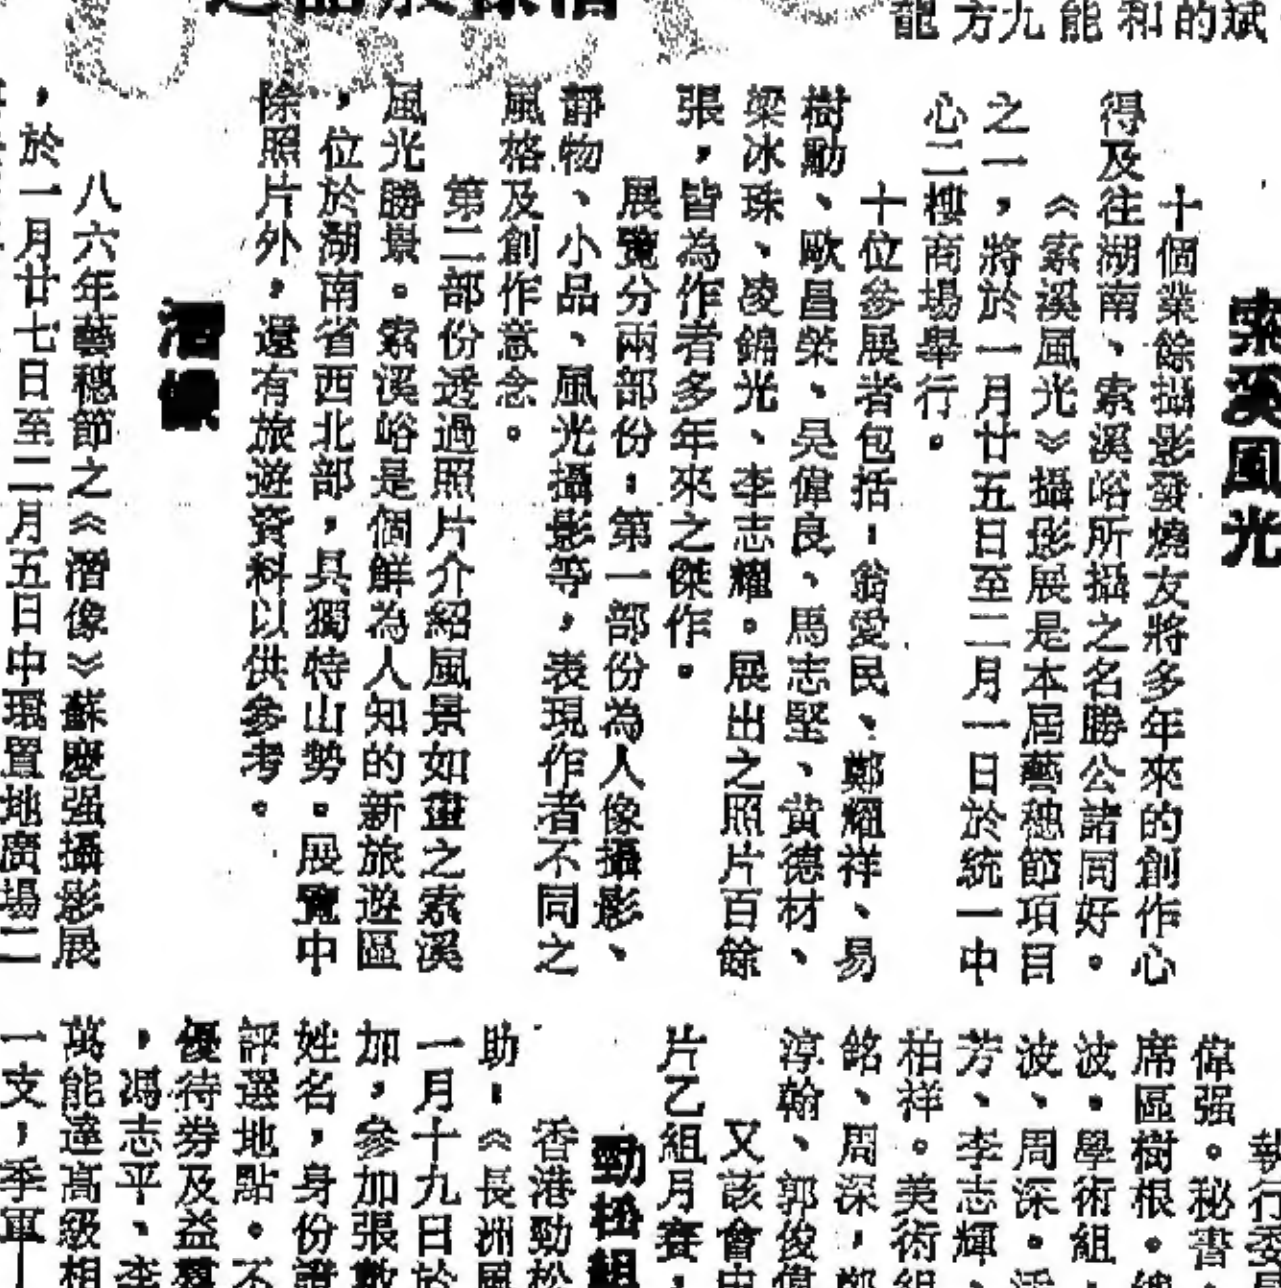 斌的和能九方龍
索溪風光
十個業餘攝影發燒友將多年來的創作心
得及往湖南、索溪峪所攝之名勝公諸同好。
《索溪風光》攝影展是本屆藝穗節項目
之一，將於一月廿五日至二月一日於統一中
心二樓商場舉行。
十位參展者包括：翁愛民、鄭耀祥、易
樹勳、歐昌榮、吳偉良、馬志堅、黃德材、
梁冰珠、凌錦光、李志耀。展出之照片百餘
張，皆為作者多年來之傑作。
展覽分兩部份：第一部份為人像攝影、
靜物、小品、風光攝影等，表現作者不同之
風格及創作意念。
第二部份透過照片介紹風景如畫之索溪
風光勝景。索溪峪是個鮮為人知的新旅遊區
，位於湖南省西北部，具獨特山勢。展覽中
除照片外，還有旅遊資料以供參考。
潛像
八六年藝穗節之《潛像》蘇慶强攝影展
，於一月廿七日至二月五日中環置地廣場二
執行委員
偉强。秘書
席區樹根。
波。學術組
波、周深。
芳、李志輝、
柏祥。美術組
銘、周深，鄭
淳翰、郭俊偉
又該會
片乙組月賽，
勁松組
香港勁松
助：《長洲風
一月十九日於
加，參加張數
姓名，身份證
評選地點。不
優待券及益
，馮志平、李
萬能達高級相
一支，季軍